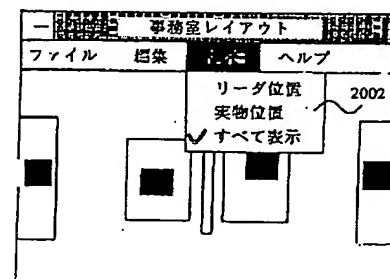 事務室レイアウト
ファイル 編集 ヘルプ
リーダ位置
実物位置
すべて表示
2002